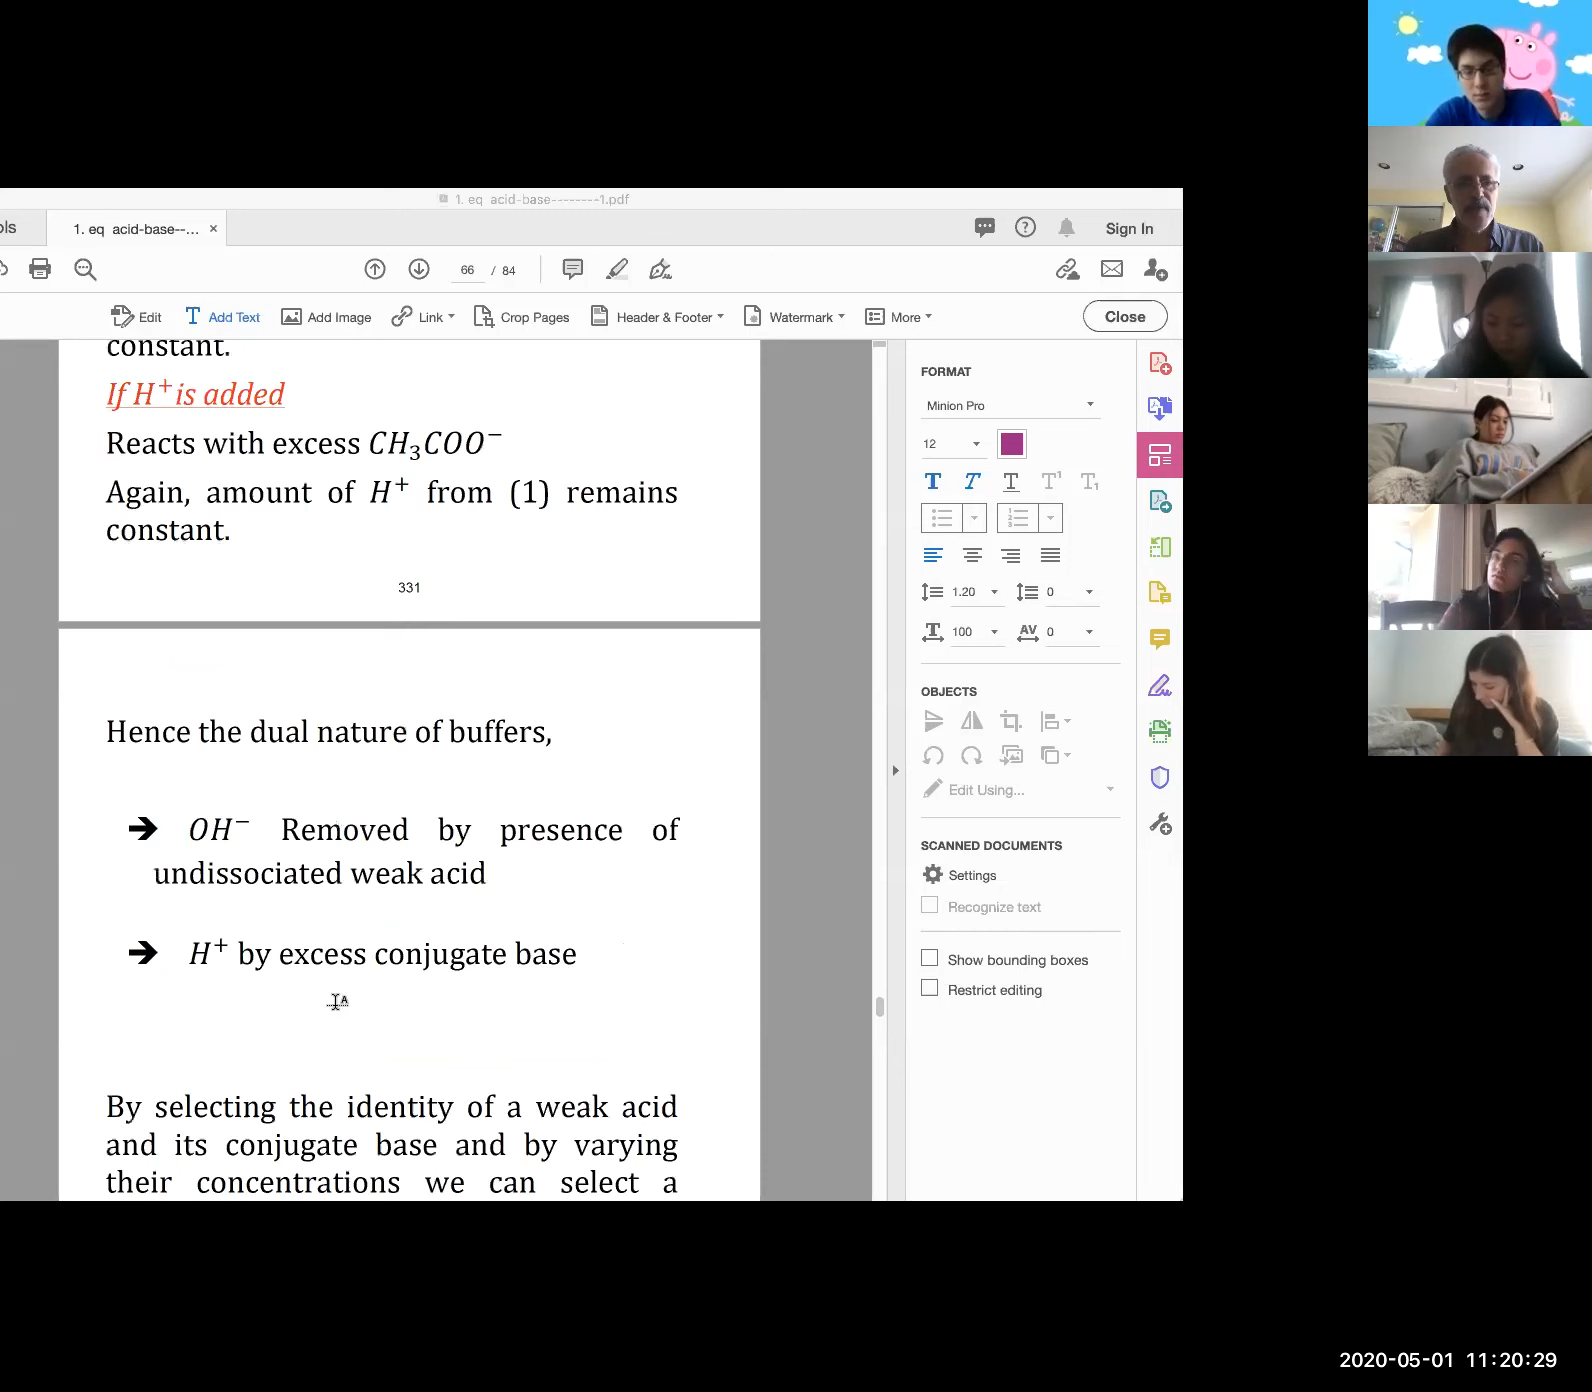 1. eq acid-base--------1.pdf
ols
1. eq acid-base--... ×
Sign In
66 / 84
Edit
Add Text
Add Image
Link
Crop Pages
Header & Footer
Watermark
More
Close
constant.
If H⁺ is added
Reacts with excess CH₃COO⁻
Again, amount of H⁺ from (1) remains
constant.
331
Hence the dual nature of buffers,
➔ OH⁻ Removed by presence of
undissociated weak acid
➔ H⁺ by excess conjugate base
By selecting the identity of a weak acid
and its conjugate base and by varying
their concentrations we can select a
FORMAT
Minion Pro
12
1.20
0
100
AV 0
OBJECTS
Edit Using...
SCANNED DOCUMENTS
Settings
Recognize text
Show bounding boxes
Restrict editing
2020-05-01 11:20:29